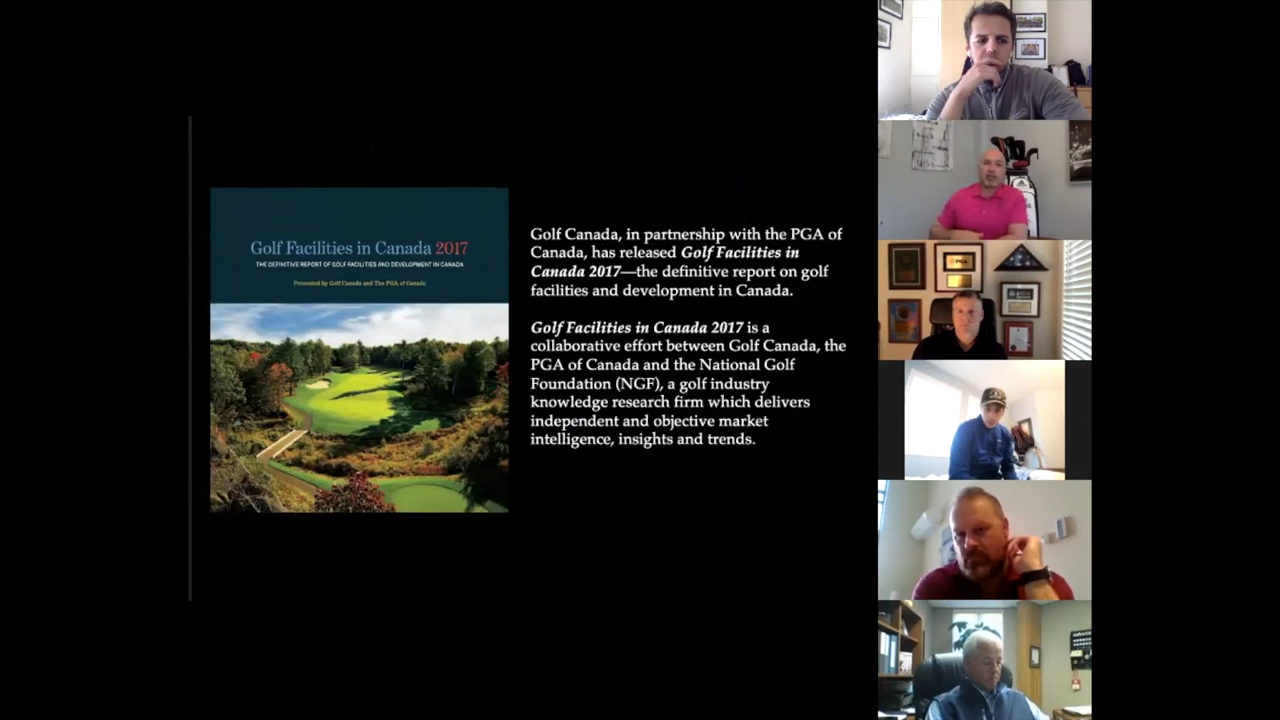 Golf Facilities in Canada 2017
THE DEFINITIVE REPORT OF GOLF FACILITIES AND DEVELOPMENT IN CANADA
Presented by Golf Canada and The PGA of Canada
Golf Canada, in partnership with the PGA of
Canada, has released Golf Facilities in
Canada 2017—the definitive report on golf
facilities and development in Canada.
Golf Facilities in Canada 2017 is a
collaborative effort between Golf Canada, the
PGA of Canada and the National Golf
Foundation (NGF), a golf industry
knowledge research firm which delivers
independent and objective market
intelligence, insights and trends.